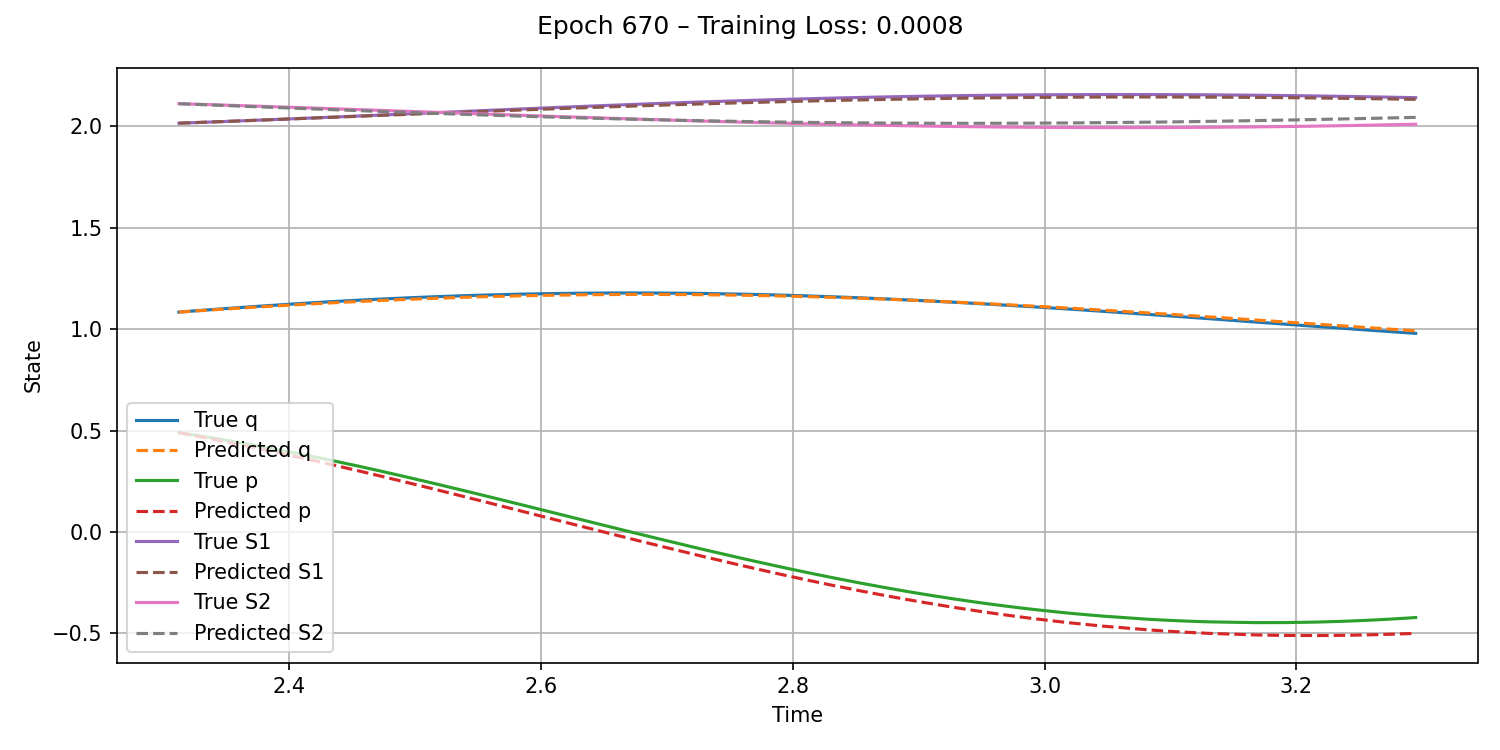 Epoch 670 – Training Loss: 0.0008
2.0
1.5
1.0
0.5
0.0
−0.5
State
True q
Predicted q
True p
Predicted p
True S1
Predicted S1
True S2
Predicted S2
2.4 2.6 2.8 3.0 3.2
Time